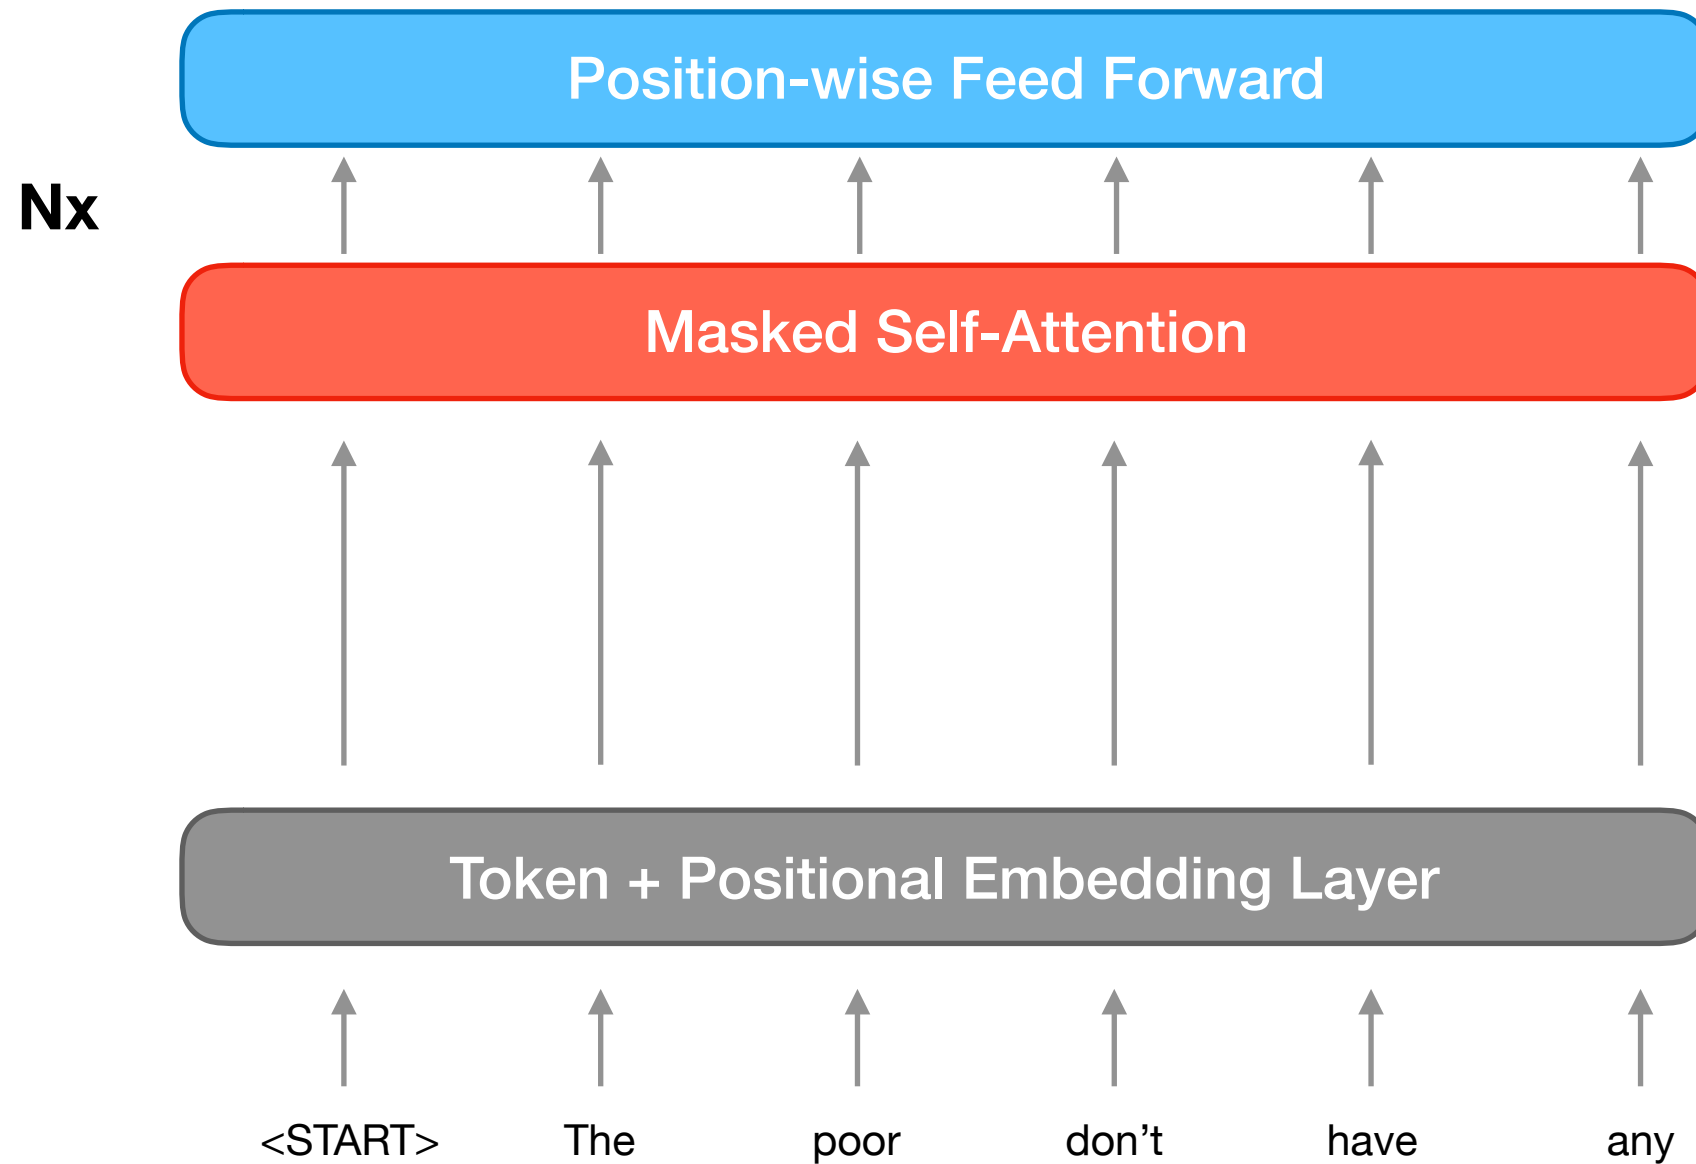 Position-wise Feed Forward
Nx
Masked Self-Attention
Token + Positional Embedding Layer
<START> The poor don't have any